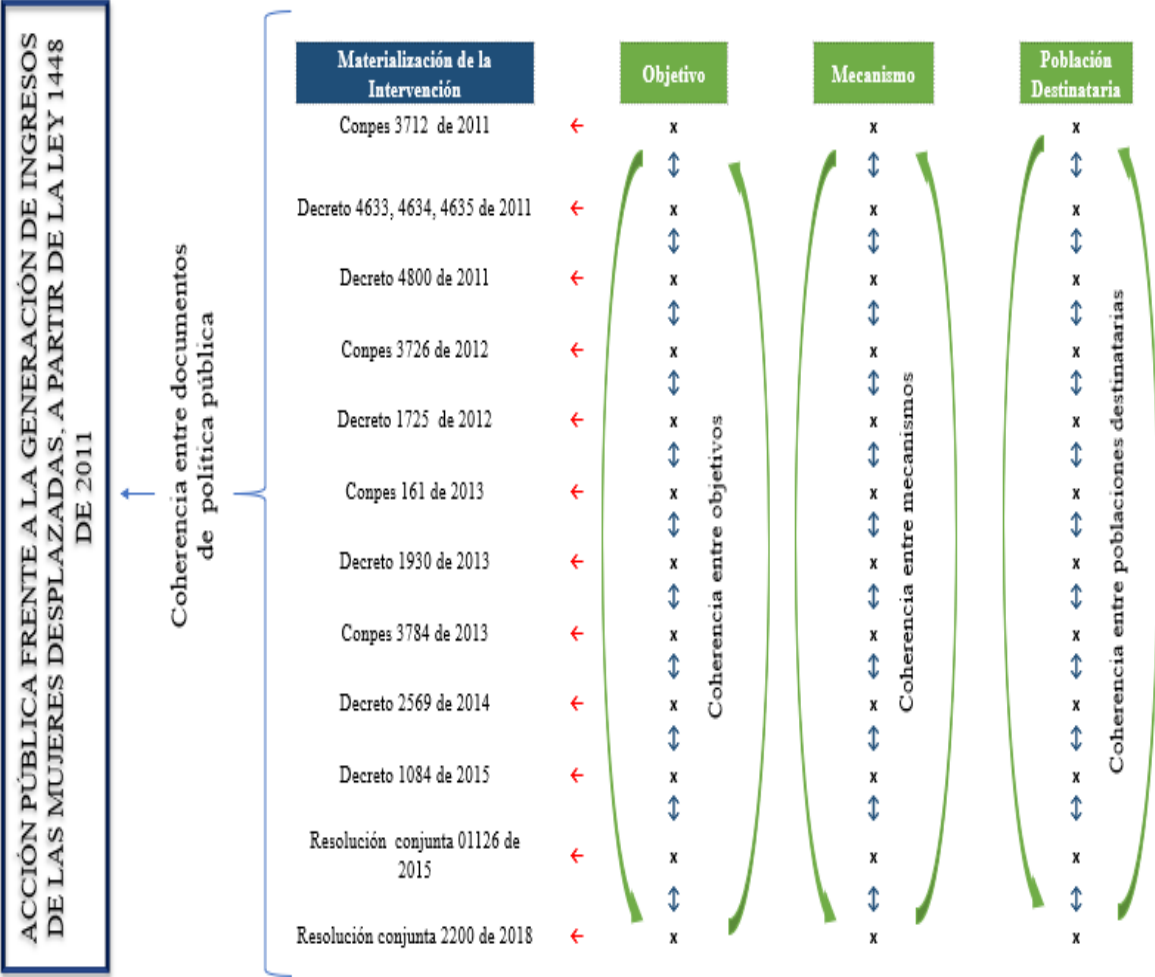 ACCIÓN PÚBLICA FRENTE A LA GENERACIÓN DE INGRESOS
DE LAS MUJERES DESPLAZADAS, A PARTIR DE LA LEY 1448
DE 2011
Coherencia entre documentos
de política pública
Materialización de la
Intervención
Objetivo
Mecanismo
Población
Destinataria
Conpes 3712 de 2011
x x x
Decreto 4633, 4634, 4635 de 2011
x x x
Decreto 4800 de 2011
x x x
Conpes 3726 de 2012
x x x
Decreto 1725 de 2012
x x x
Conpes 161 de 2013
x x x
Decreto 1930 de 2013
x x x
Conpes 3784 de 2013
x x x
Decreto 2569 de 2014
x x x
Decreto 1084 de 2015
x x x
Resolución conjunta 01126 de
2015
x x x
Resolución conjunta 2200 de 2018
x x x
Coherencia entre objetivos
Coherencia entre mecanismos
Coherencia entre poblaciones destinatarias